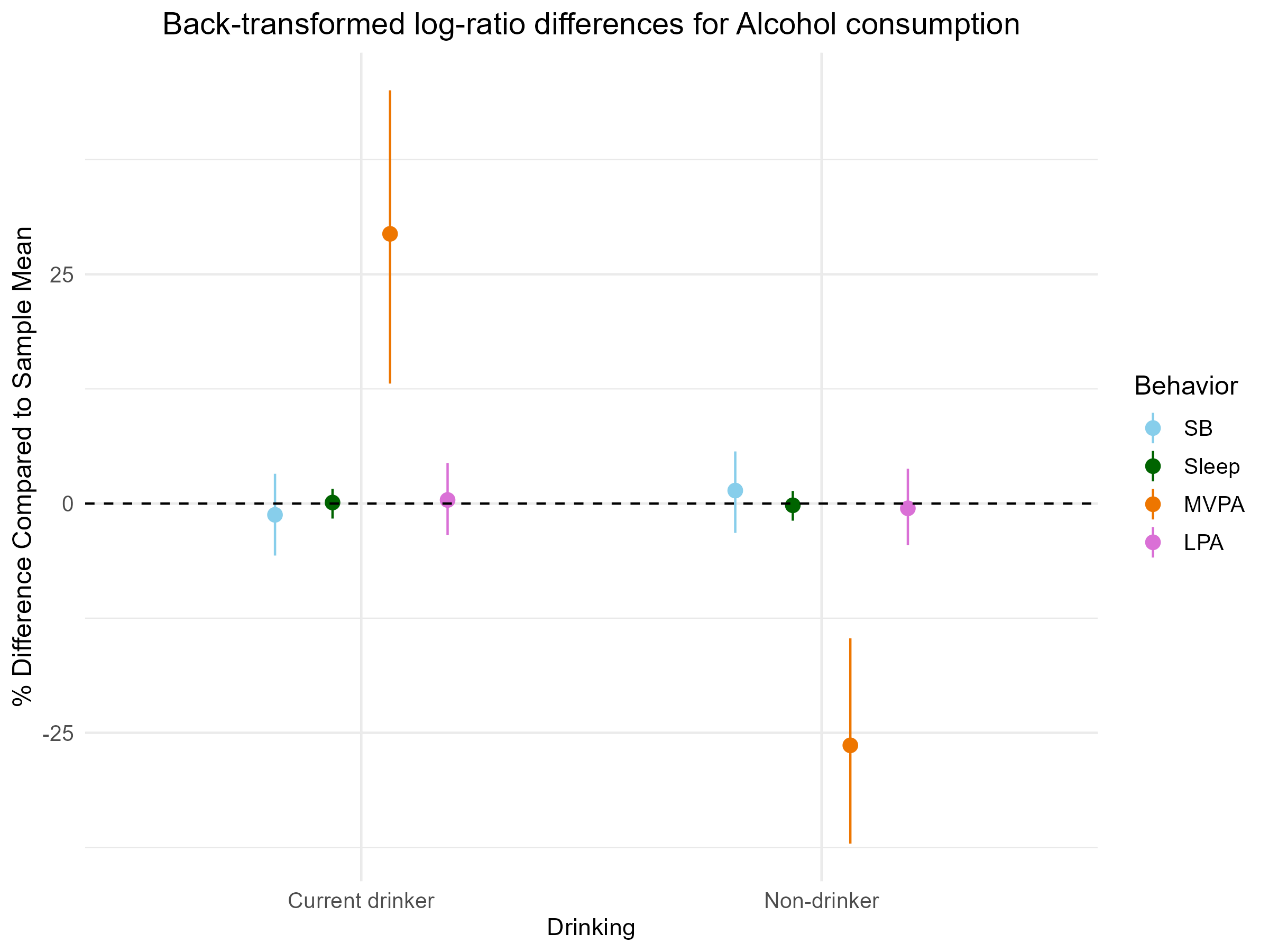 Back-transformed log-ratio differences for Alcohol consumption
% Difference Compared to Sample Mean
25
0
-25
Current drinker
Non-drinker
Drinking
Behavior
SB
Sleep
MVPA
LPA